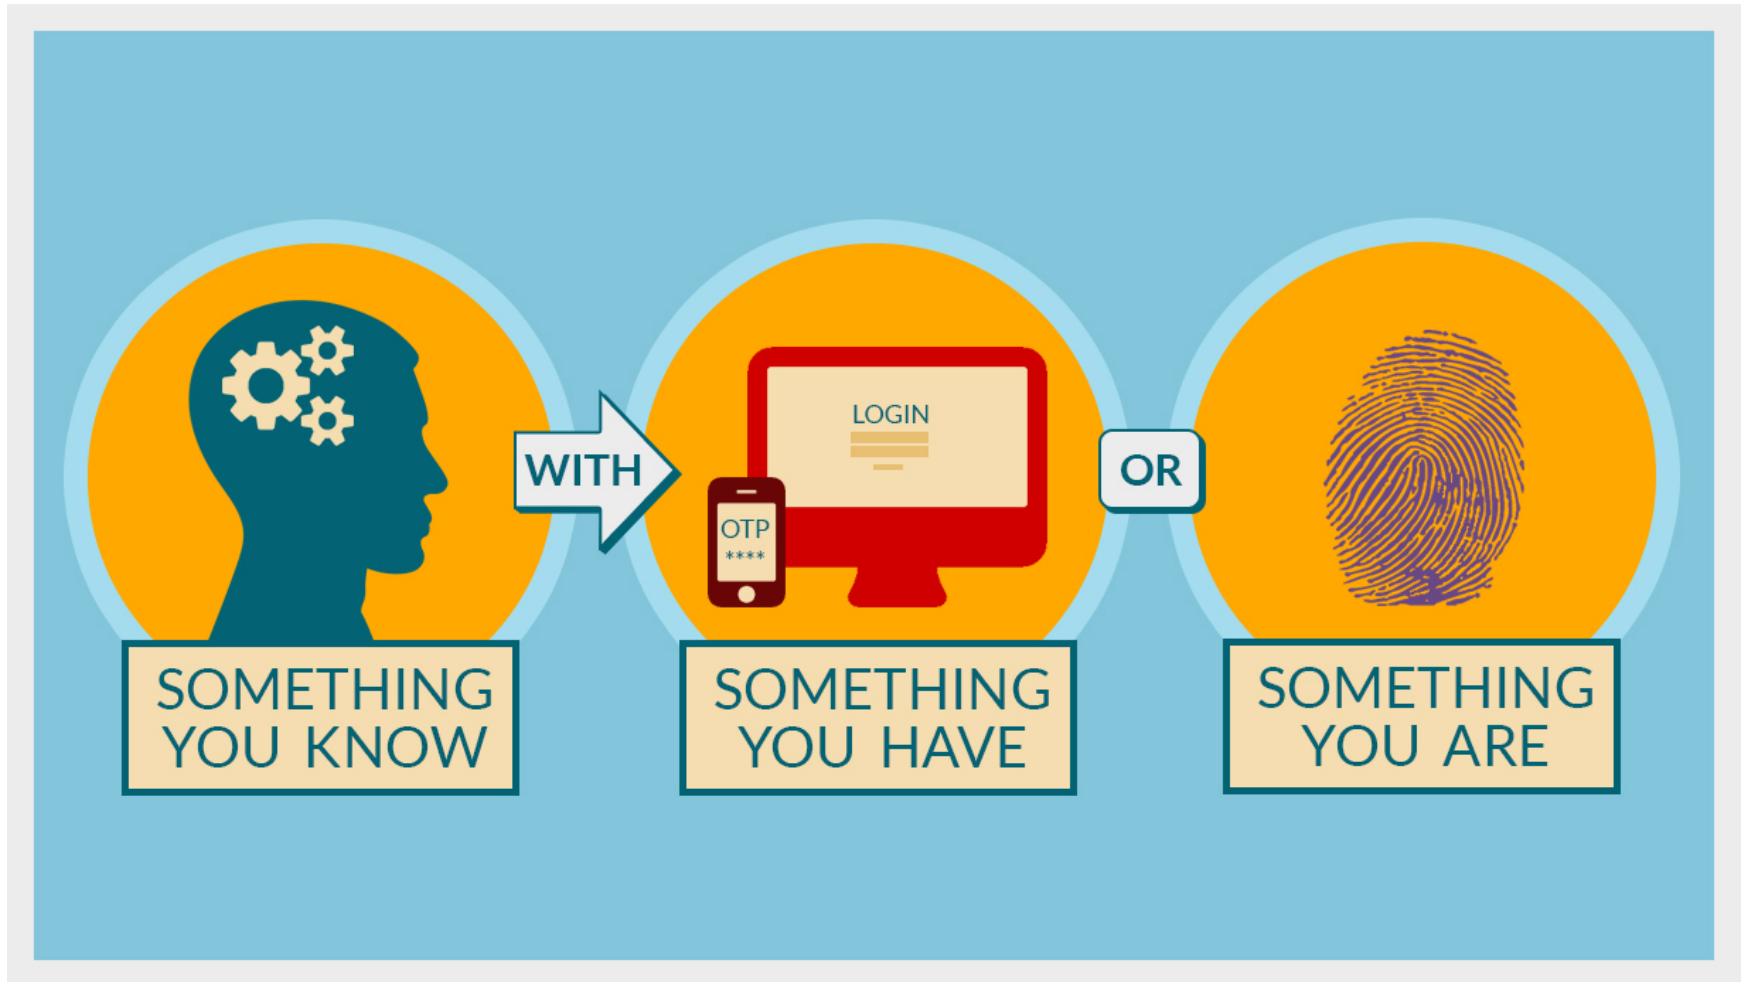 LOGIN
OTP
****
WITH
OR
SOMETHING
YOU KNOW
SOMETHING
YOU HAVE
SOMETHING
YOU ARE